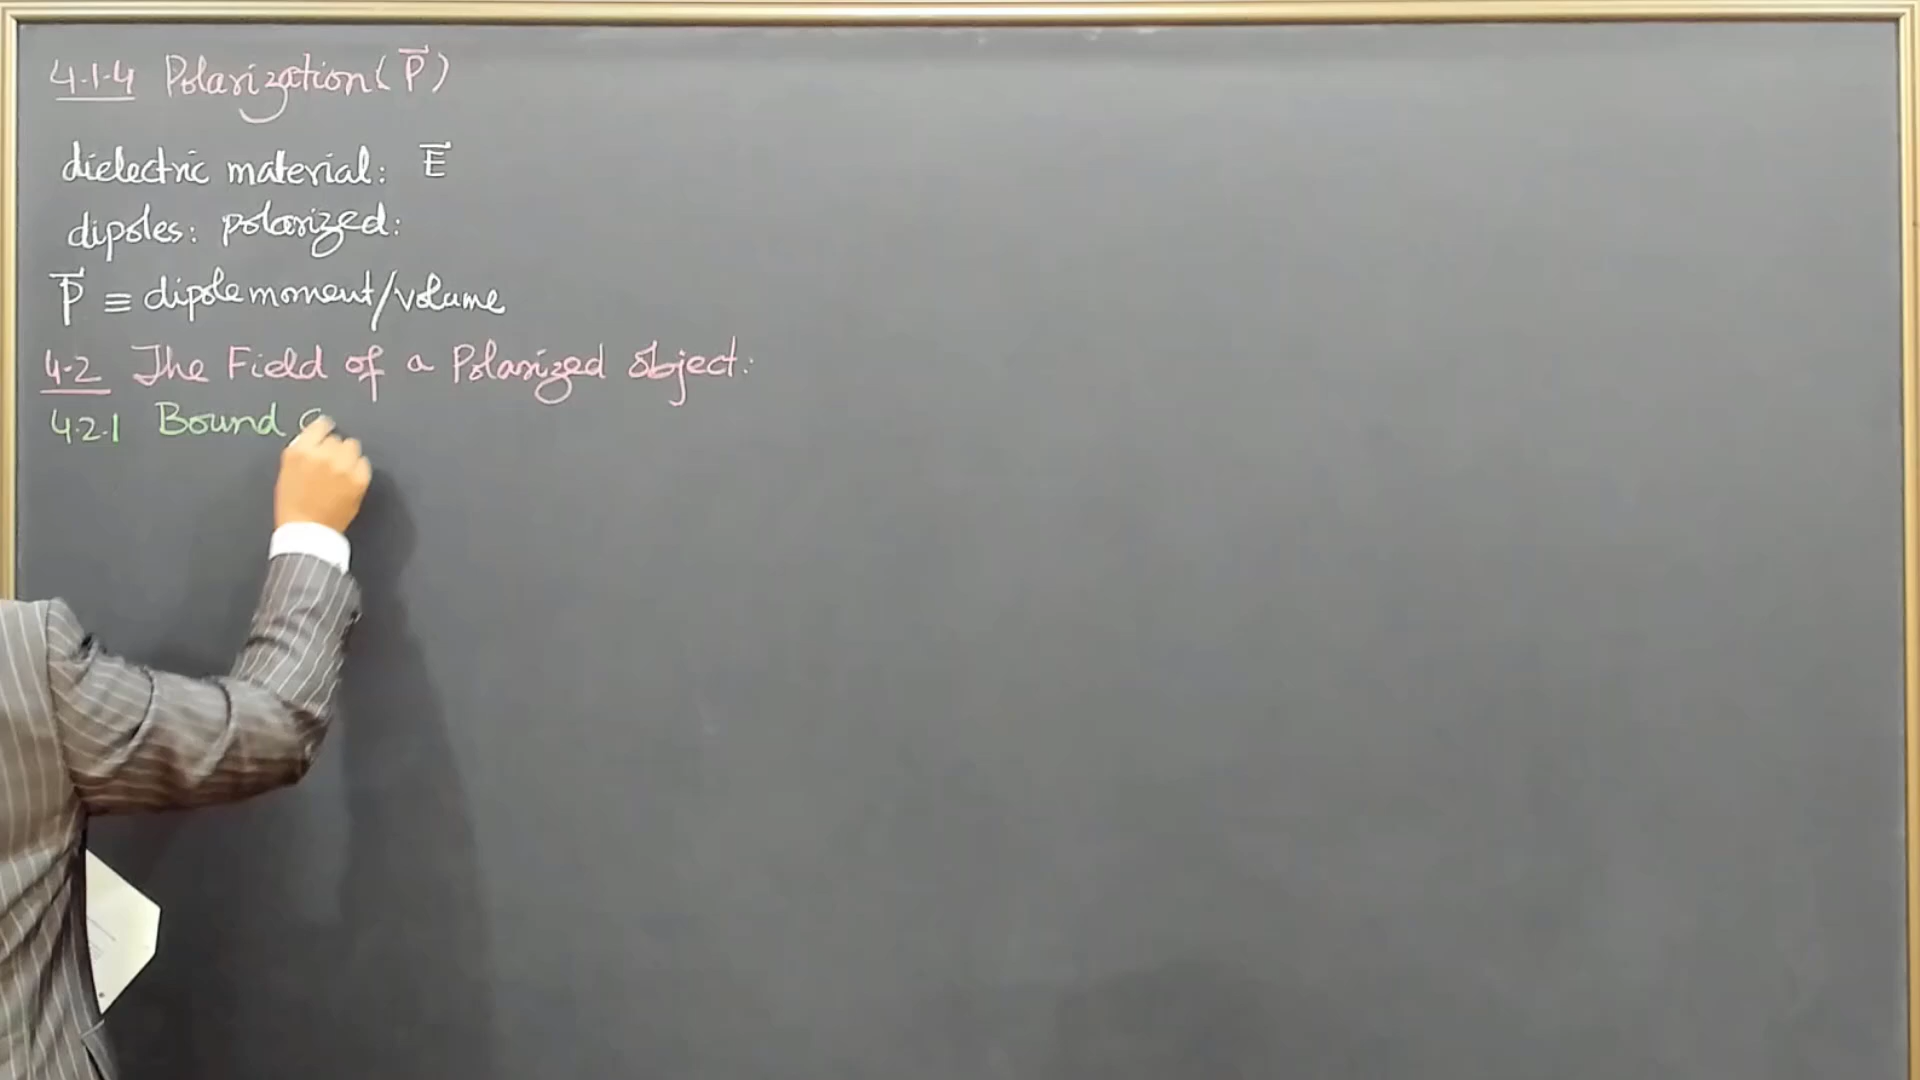 4.1.4 Polarization (P⃗)
dielectric material: E⃗
dipoles: polarized:
P⃗ ≡ dipole moment/volume
4.2 The Field of a Polarized object:
4.2.1 Bound